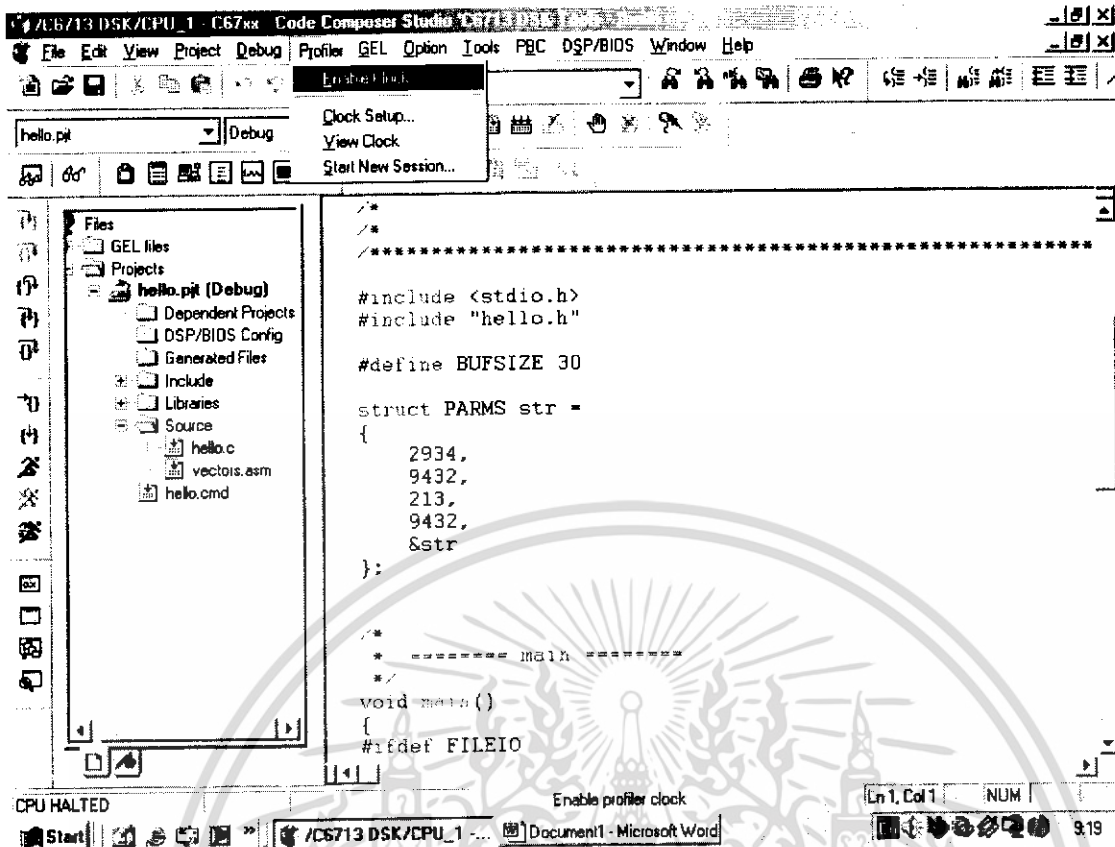 /C6713 DSK/CPU_1 - C67xx Code Composer Studio 'C6713 DSK Tools
File Edit View Project Debug Profiler GEL Option Tools PBC DSP/BIOS Window Help
Enable Clock
Clock Setup...
View Clock
Start New Session...
hello.pjt
Debug
Files
GEL files
Projects
hello.pjt (Debug)
Dependent Projects
DSP/BIOS Config
Generated Files
Include
Libraries
Source
hello.c
vectors.asm
hello.cmd
/*
/*
/**********************************************************
#include <stdio.h>
#include "hello.h"
#define BUFSIZE 30
struct PARMS str =
{
2934,
9432,
213,
9432,
&str
};
/*
* ======== main ========
*/
void main()
{
#ifdef FILEIO
CPU HALTED
Enable profiler clock
Ln 1, Col 1
NUM
Start
/C6713 DSK/CPU_1 -...
Document1 - Microsoft Word
9:19